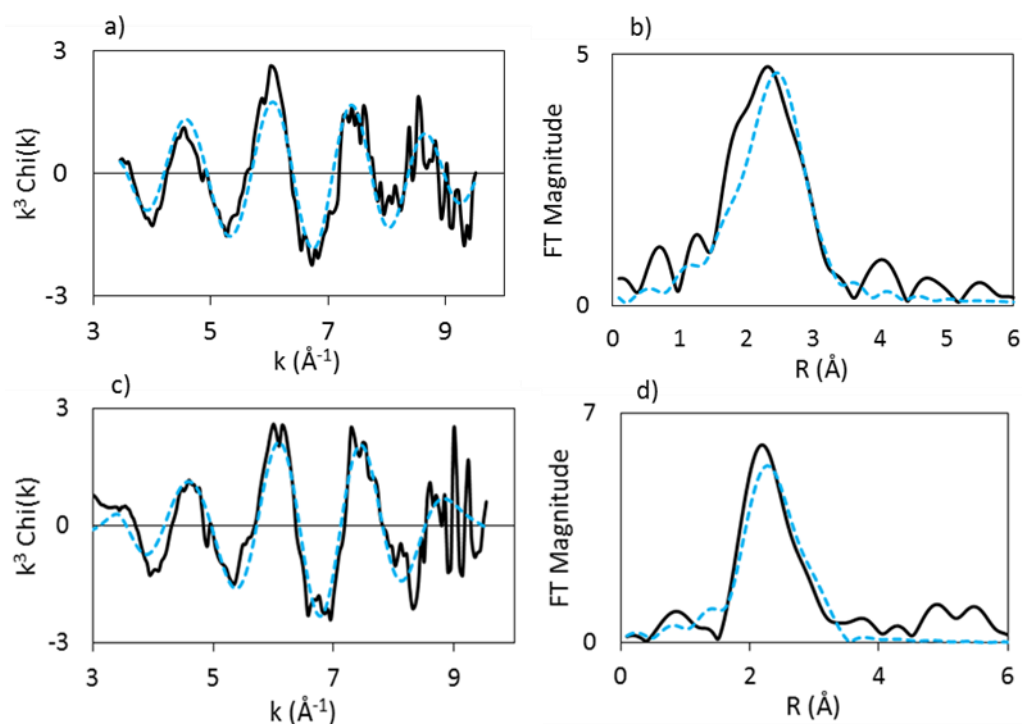 a)
3
0
-3
k³ Chi(k)
3 5 7 9
k (Å⁻¹)
b)
5
0
FT Magnitude
0 1 2 3 4 5 6
R (Å)
c)
3
0
-3
k³ Chi(k)
3 5 7 9
k (Å⁻¹)
d)
7
0
FT Magnitude
0 2 4 6
R (Å)